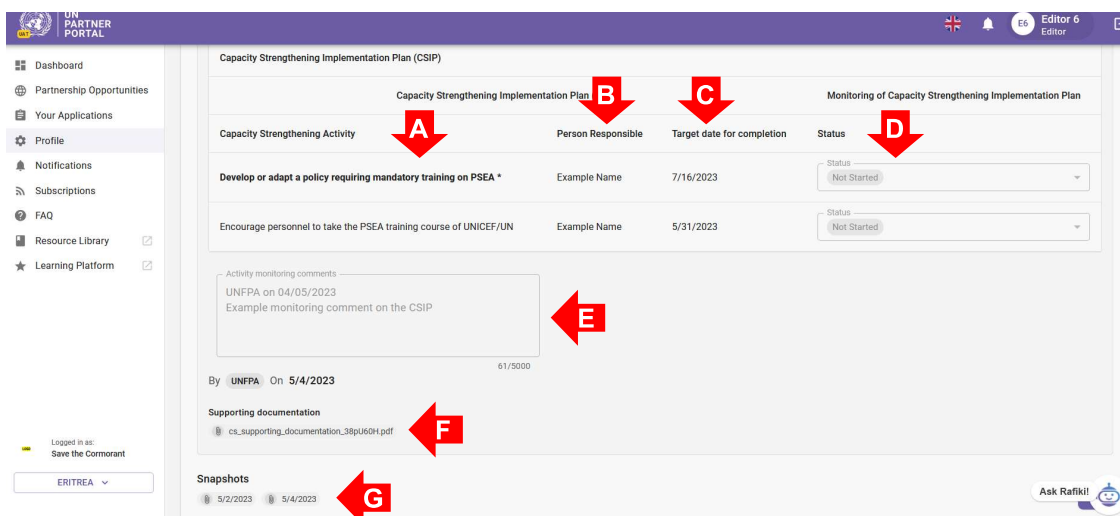 UN
PARTNER
PORTAL
UAT
E6
Editor 6
Editor
Dashboard
Partnership Opportunities
Your Applications
Profile
Notifications
Subscriptions
FAQ
Resource Library
Learning Platform
Logged in as:
Save the Cormorant
ERITREA
Capacity Strengthening Implementation Plan (CSIP)
Capacity Strengthening Implementation Plan
Monitoring of Capacity Strengthening Implementation Plan
B
C
Capacity Strengthening Activity
A
Person Responsible
Target date for completion
Status
D
Develop or adapt a policy requiring mandatory training on PSEA *
Example Name
7/16/2023
Status
Not Started
Encourage personnel to take the PSEA training course of UNICEF/UN
Example Name
5/31/2023
Status
Not Started
Activity monitoring comments
UNFPA on 04/05/2023
Example monitoring comment on the CSIP
E
61/5000
By UNFPA On 5/4/2023
Supporting documentation
cs_supporting_documentation_38pU60H.pdf
F
Snapshots
5/2/2023 5/4/2023
G
Ask Rafiki!